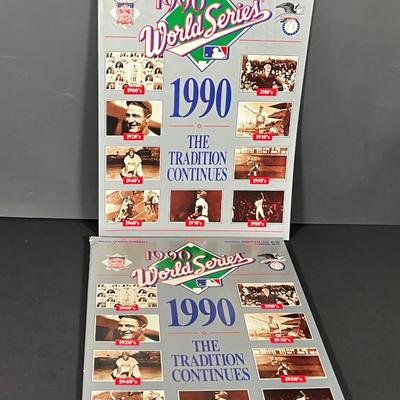 1990
World Series
1900's
1910's
1990
1920's
1930's
THE
TRADITION
CONTINUES
1940's
1950's
1960's
1970's
1980's
1990
World Series
1900's
1910's
1990
1920's
1930's
THE
TRADITION
CONTINUES
1940's
1950's